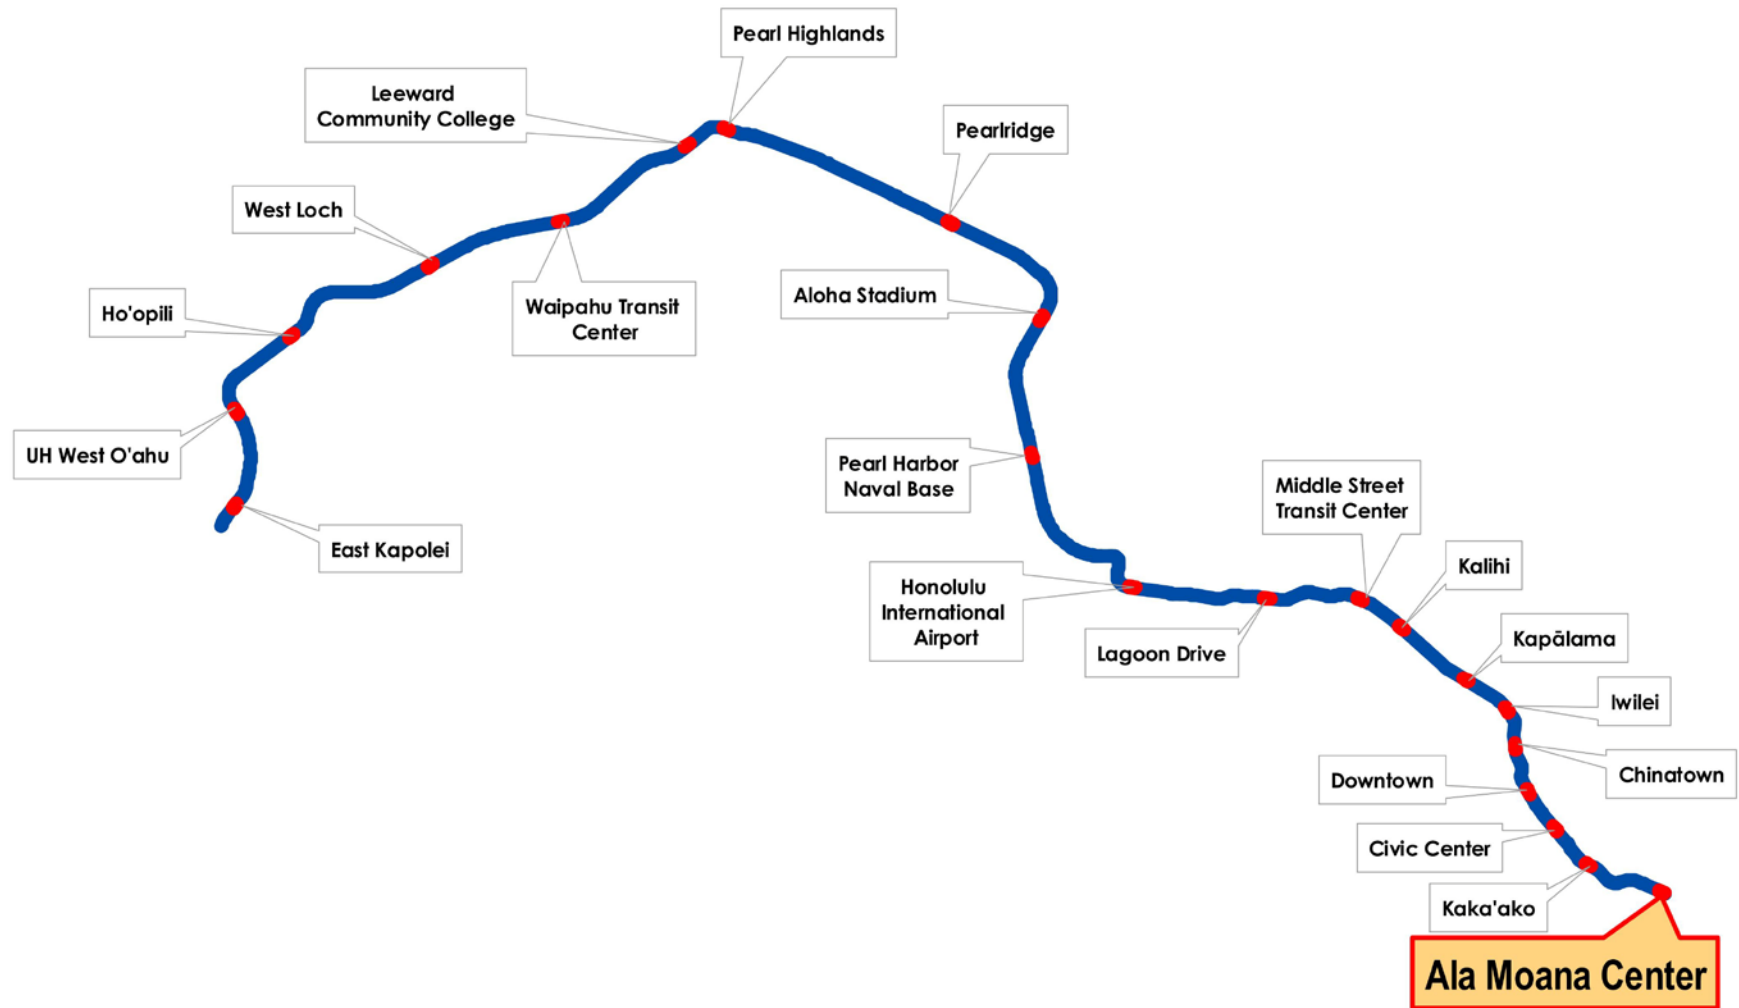 Pearl Highlands
Leeward
Community College
Pearlridge
West Loch
Aloha Stadium
Ho'opili
Waipahu Transit
Center
UH West O'ahu
Pearl Harbor
Naval Base
Middle Street
Transit Center
East Kapolei
Kalihi
Honolulu
International
Airport
Lagoon Drive
Kapālama
Iwilei
Chinatown
Downtown
Civic Center
Kaka'ako
Ala Moana Center